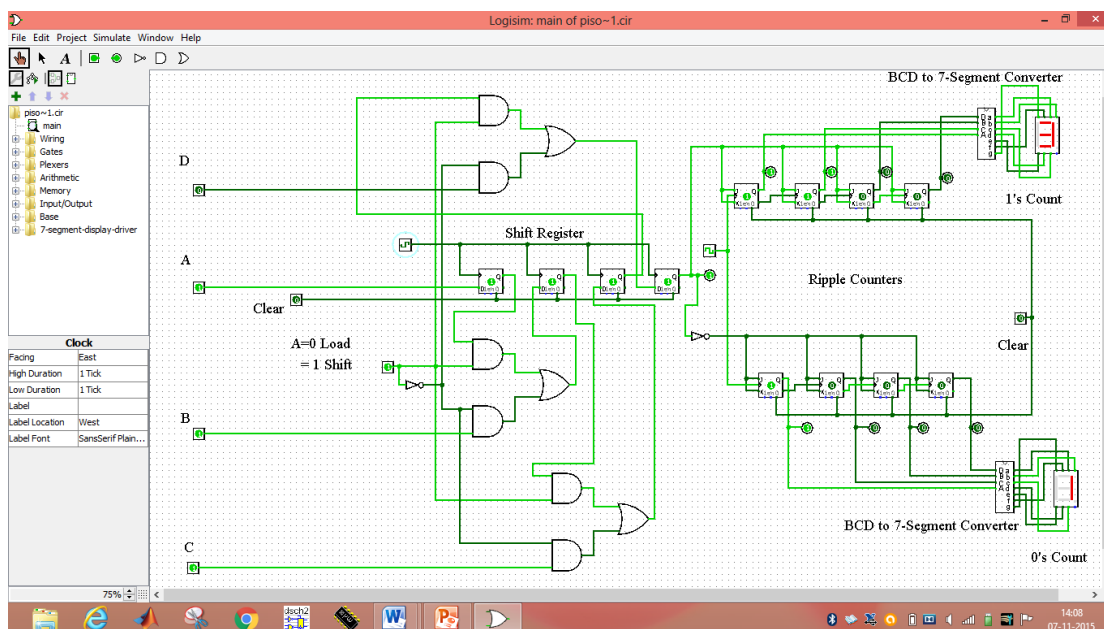 Logisim: main of piso~1.cir
File Edit Project Simulate Window Help
A
piso~1.cir
main
Wiring
Gates
Plexers
Arithmetic
Memory
Input/Output
Base
7-segment-display-driver
Clock
Facing East
High Duration 1 Tick
Low Duration 1 Tick
Label
Label Location West
Label Font SansSerif Plain...
75%
BCD to 7-Segment Converter
D
1's Count
Shift Register
A
Ripple Counters
Clear
A=0 Load
= 1 Shift
Clear
B
BCD to 7-Segment Converter
C
0's Count
dsch2
14:08
07-11-2015